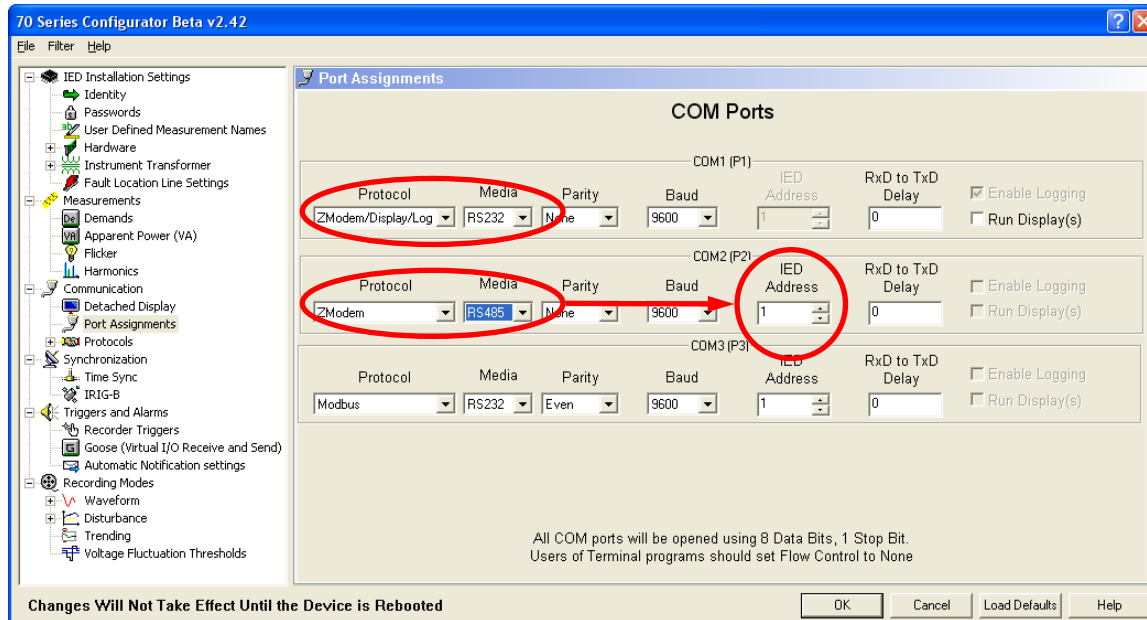 70 Series Configurator Beta v2.42
File Filter Help
IED Installation Settings
Identity
Passwords
User Defined Measurement Names
Hardware
Instrument Transformer
Fault Location Line Settings
Measurements
De Demands
VA Apparent Power (VA)
Flicker
Harmonics
Communication
Detached Display
Port Assignments
Protocols
Synchronization
Time Sync
IRIG-B
Triggers and Alarms
Recorder Triggers
G Goose (Virtual I/O Receive and Send)
Automatic Notification settings
Recording Modes
Waveform
Disturbance
Trending
Voltage Fluctuation Thresholds
Port Assignments
COM Ports
COM1 (P1)
Protocol Media Parity Baud IED Address RxD to TxD Delay
ZModem/Display/Log RS232 None 9600 1 0
Enable Logging
Run Display(s)
COM2 (P2)
Protocol Media Parity Baud IED Address RxD to TxD Delay
ZModem RS485 None 9600 1 0
Enable Logging
Run Display(s)
COM3 (P3)
Protocol Media Parity Baud IED Address RxD to TxD Delay
Modbus RS232 Even 9600 1 0
Enable Logging
Run Display(s)
All COM ports will be opened using 8 Data Bits, 1 Stop Bit.
Users of Terminal programs should set Flow Control to None
Changes Will Not Take Effect Until the Device is Rebooted
OK Cancel Load Defaults Help